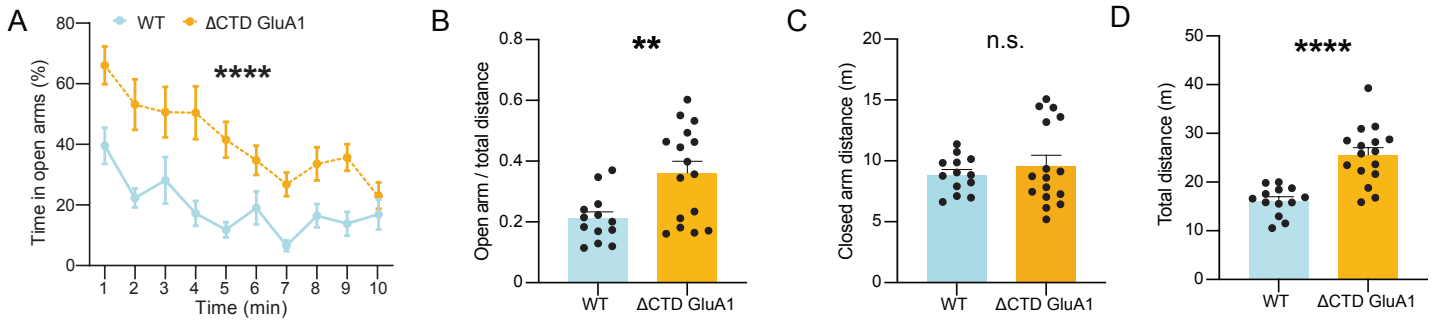 A
WT
ΔCTD GluA1
Time in open arms (%)
80
60
40
20
0
****
1 2 3 4 5 6 7 8 9 10
Time (min)
B
Open arm / total distance
0.8
0.6
0.4
0.2
0
**
WT
ΔCTD GluA1
C
Closed arm distance (m)
20
15
10
5
0
n.s.
WT
ΔCTD GluA1
D
Total distance (m)
50
40
30
20
10
0
****
WT
ΔCTD GluA1